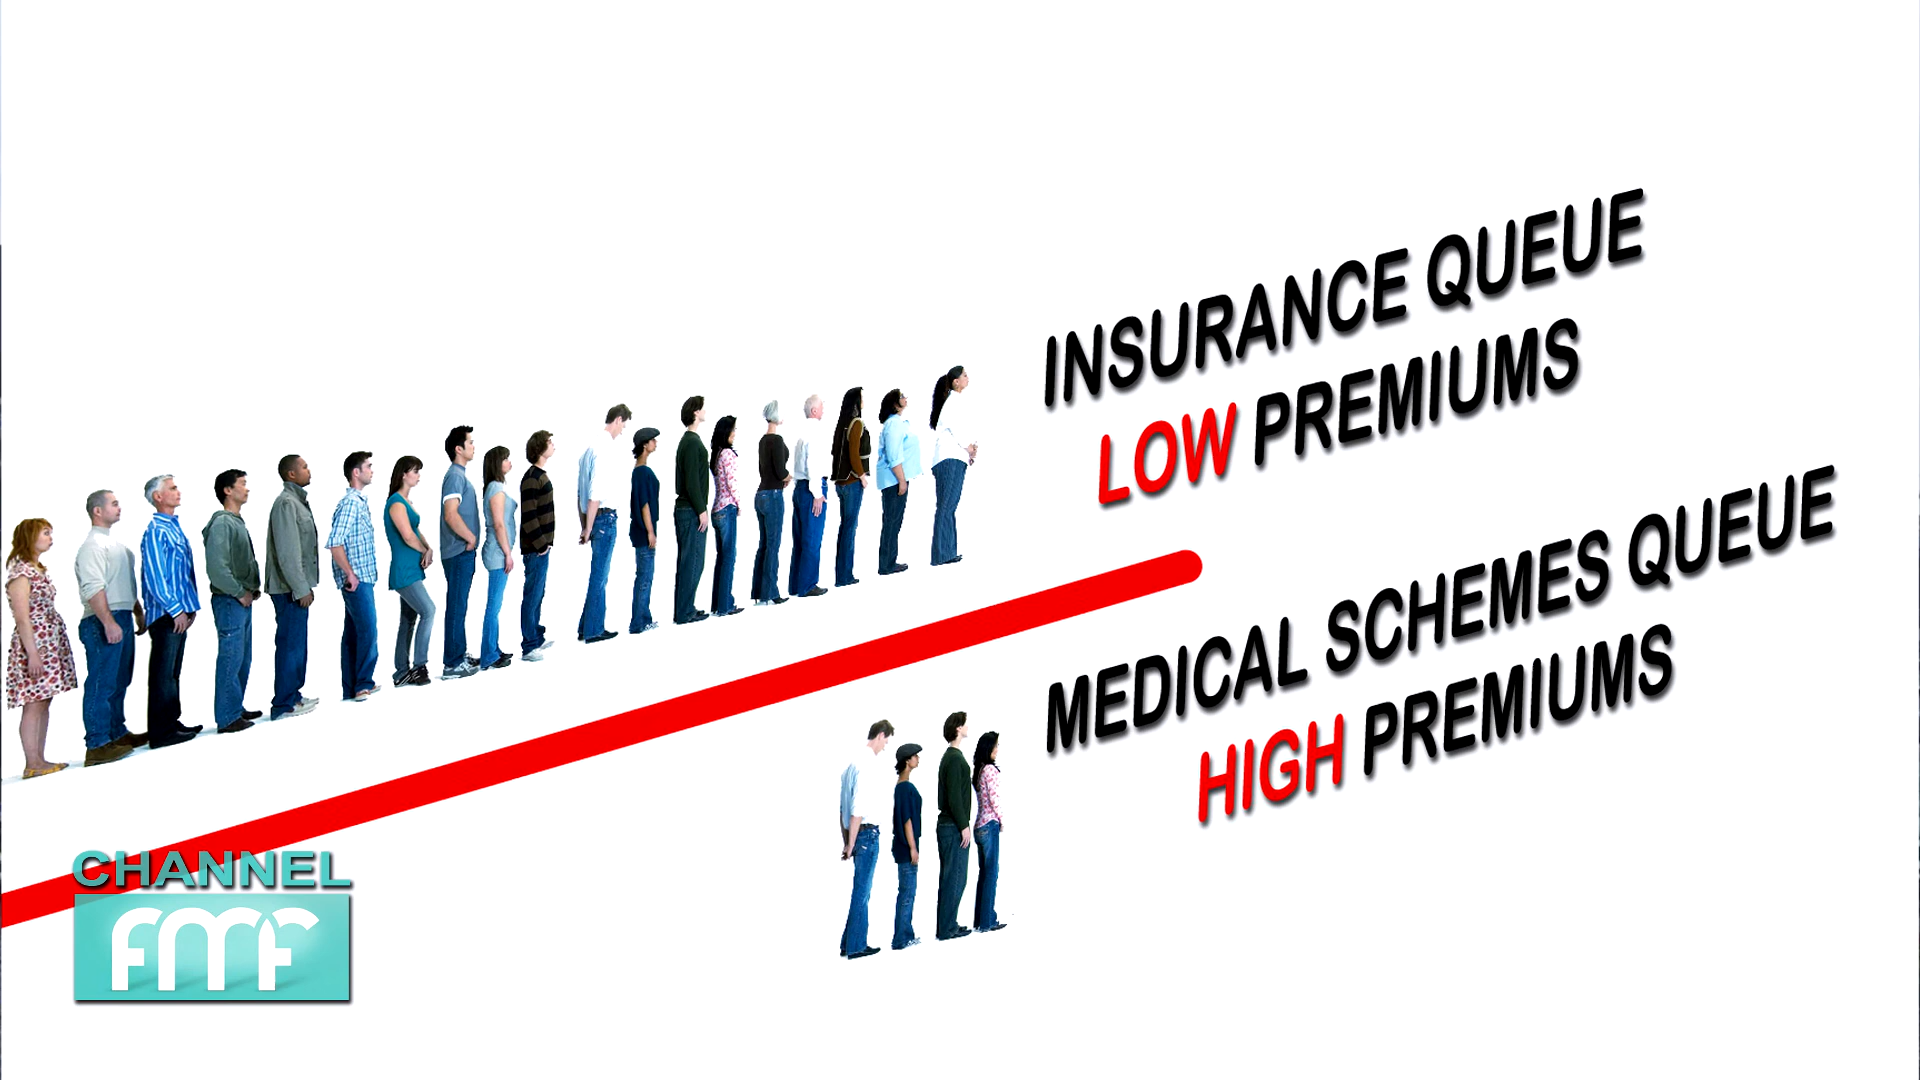 INSURANCE QUEUE
LOW PREMIUMS
MEDICAL SCHEMES QUEUE
HIGH PREMIUMS
CHANNEL
FMF